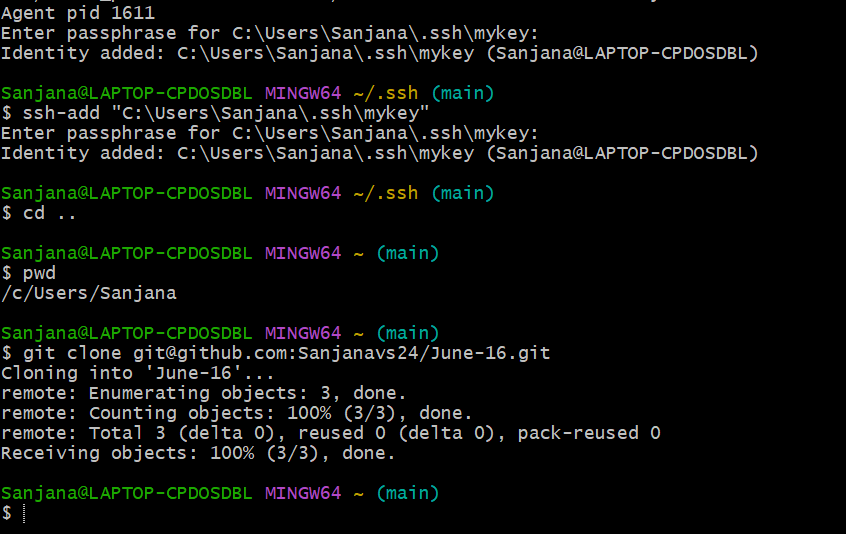 Agent pid 1611
Enter passphrase for C:\Users\Sanjana\.ssh\mykey:
Identity added: C:\Users\Sanjana\.ssh\mykey (Sanjana@LAPTOP-CPDOSDBL)
Sanjana@LAPTOP-CPDOSDBL MINGW64 ~/.ssh (main)
$ ssh-add "C:\Users\Sanjana\.ssh\mykey"
Enter passphrase for C:\Users\Sanjana\.ssh\mykey:
Identity added: C:\Users\Sanjana\.ssh\mykey (Sanjana@LAPTOP-CPDOSDBL)
Sanjana@LAPTOP-CPDOSDBL MINGW64 ~/.ssh (main)
$ cd ..
Sanjana@LAPTOP-CPDOSDBL MINGW64 ~ (main)
$ pwd
/c/Users/Sanjana
Sanjana@LAPTOP-CPDOSDBL MINGW64 ~ (main)
$ git clone git@github.com:Sanjanavs24/June-16.git
Cloning into 'June-16'...
remote: Enumerating objects: 3, done.
remote: Counting objects: 100% (3/3), done.
remote: Total 3 (delta 0), reused 0 (delta 0), pack-reused 0
Receiving objects: 100% (3/3), done.
Sanjana@LAPTOP-CPDOSDBL MINGW64 ~ (main)
$